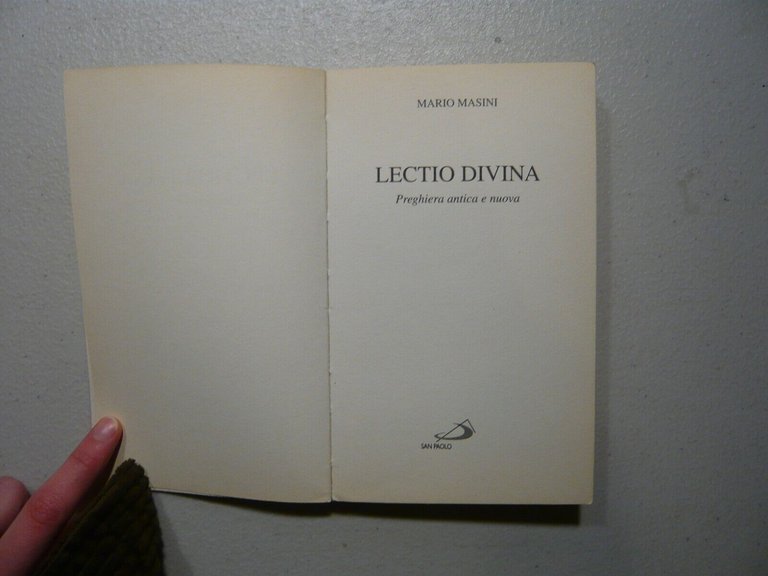 MARIO MASINI
LECTIO DIVINA
Preghiera antica e nuova
SAN PAOLO